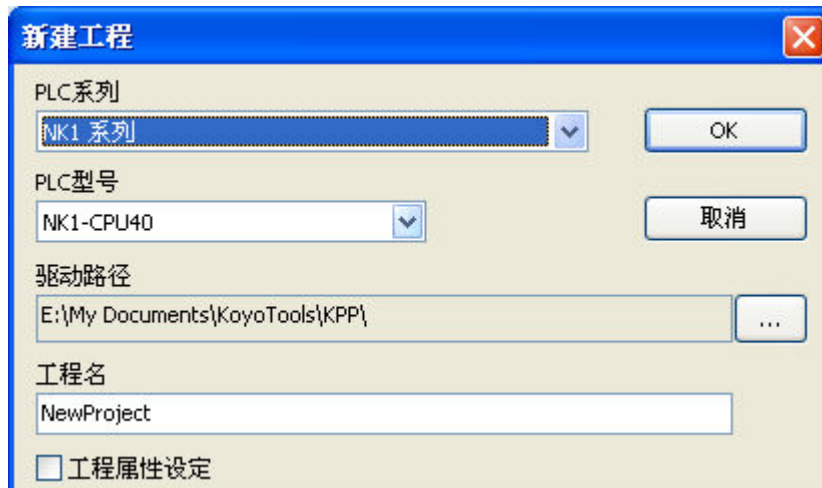 新建工程
PLC系列
NK1 系列
OK
PLC型号
NK1-CPU40
取消
驱动路径
E:\My Documents\KoyoTools\KPP\
...
工程名
NewProject
工程属性设定